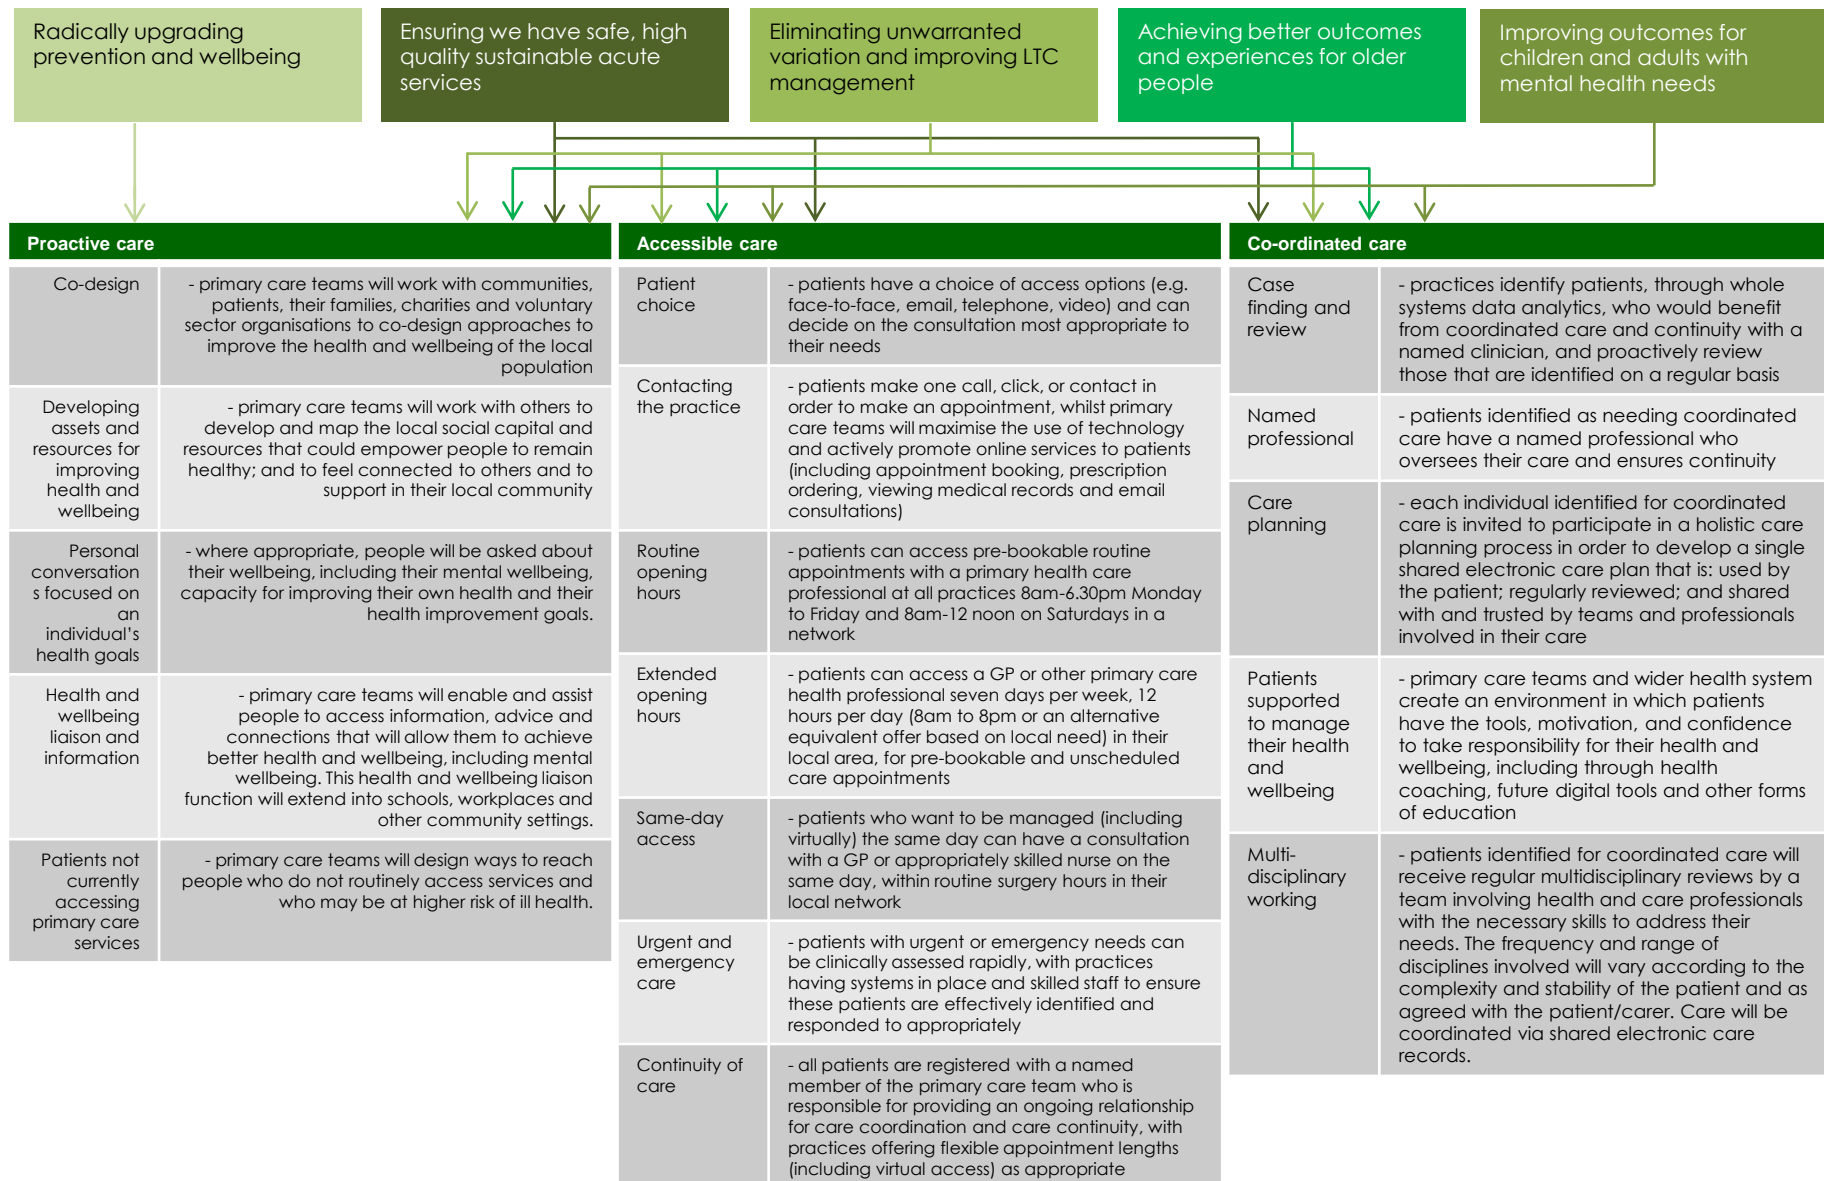 Radically upgrading
prevention and wellbeing
Ensuring we have safe, high
quality sustainable acute
services
Eliminating unwarranted
variation and improving LTC
management
Achieving better outcomes
and experiences for older
people
Improving outcomes for
children and adults with
mental health needs
Proactive care
Co-design
- primary care teams will work with communities,
patients, their families, charities and voluntary
sector organisations to co-design approaches to
improve the health and wellbeing of the local
population
Developing
assets and
resources for
improving
health and
wellbeing
- primary care teams will work with others to
develop and map the local social capital and
resources that could empower people to remain
healthy; and to feel connected to others and to
support in their local community
Personal
conversation
s focused on
an
individual’s
health goals
- where appropriate, people will be asked about
their wellbeing, including their mental wellbeing,
capacity for improving their own health and their
health improvement goals.
Health and
wellbeing
liaison and
information
- primary care teams will enable and assist
people to access information, advice and
connections that will allow them to achieve
better health and wellbeing, including mental
wellbeing. This health and wellbeing liaison
function will extend into schools, workplaces and
other community settings.
Patients not
currently
accessing
primary care
services
- primary care teams will design ways to reach
people who do not routinely access services and
who may be at higher risk of ill health.
Accessible care
Patient
choice
- patients have a choice of access options (e.g.
face-to-face, email, telephone, video) and can
decide on the consultation most appropriate to
their needs
Contacting
the practice
- patients make one call, click, or contact in
order to make an appointment, whilst primary
care teams will maximise the use of technology
and actively promote online services to patients
(including appointment booking, prescription
ordering, viewing medical records and email
consultations)
Routine
opening
hours
- patients can access pre-bookable routine
appointments with a primary health care
professional at all practices 8am-6.30pm Monday
to Friday and 8am-12 noon on Saturdays in a
network
Extended
opening
hours
- patients can access a GP or other primary care
health professional seven days per week, 12
hours per day (8am to 8pm or an alternative
equivalent offer based on local need) in their
local area, for pre-bookable and unscheduled
care appointments
Same-day
access
- patients who want to be managed (including
virtually) the same day can have a consultation
with a GP or appropriately skilled nurse on the
same day, within routine surgery hours in their
local network
Urgent and
emergency
care
- patients with urgent or emergency needs can
be clinically assessed rapidly, with practices
having systems in place and skilled staff to ensure
these patients are effectively identified and
responded to appropriately
Continuity of
care
- all patients are registered with a named
member of the primary care team who is
responsible for providing an ongoing relationship
for care coordination and care continuity, with
practices offering flexible appointment lengths
(including virtual access) as appropriate
Co-ordinated care
Case
finding and
review
- practices identify patients, through whole
systems data analytics, who would benefit
from coordinated care and continuity with a
named clinician, and proactively review
those that are identified on a regular basis
Named
professional
- patients identified as needing coordinated
care have a named professional who
oversees their care and ensures continuity
Care
planning
- each individual identified for coordinated
care is invited to participate in a holistic care
planning process in order to develop a single
shared electronic care plan that is: used by
the patient; regularly reviewed; and shared
with and trusted by teams and professionals
involved in their care
Patients
supported
to manage
their health
and
wellbeing
- primary care teams and wider health system
create an environment in which patients
have the tools, motivation, and confidence
to take responsibility for their health and
wellbeing, including through health
coaching, future digital tools and other forms
of education
Multi-
disciplinary
working
- patients identified for coordinated care will
receive regular multidisciplinary reviews by a
team involving health and care professionals
with the necessary skills to address their
needs. The frequency and range of
disciplines involved will vary according to the
complexity and stability of the patient and as
agreed with the patient/carer. Care will be
coordinated via shared electronic care
records.